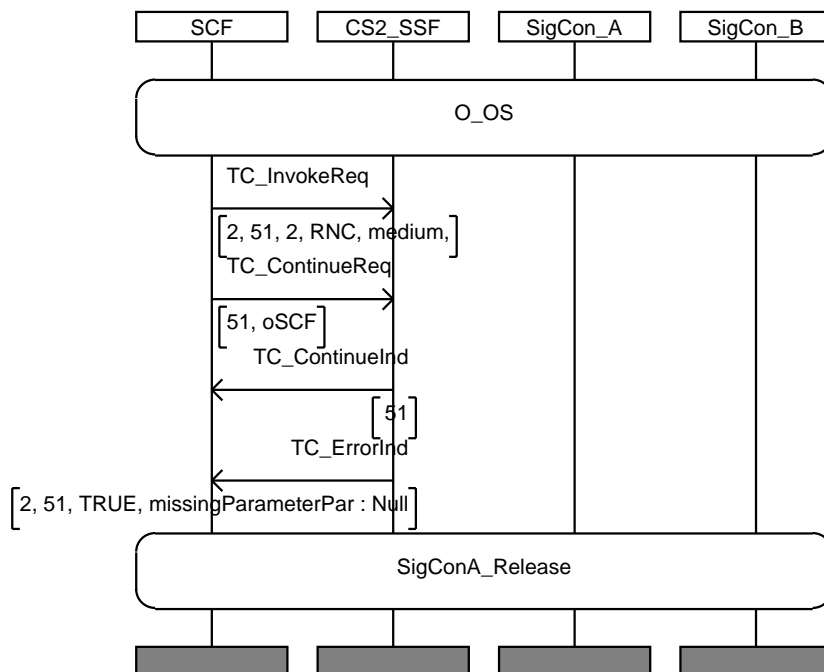 SCF CS2_SSF SigCon_A SigCon_B
O_OS
TC_InvokeReq
[2, 51, 2, RNC, medium,]
TC_ContinueReq
[51, oSCF]
TC_ContinueInd
[51]
TC_ErrorInd
[2, 51, TRUE, missingParameterPar : Null]
SigConA_Release